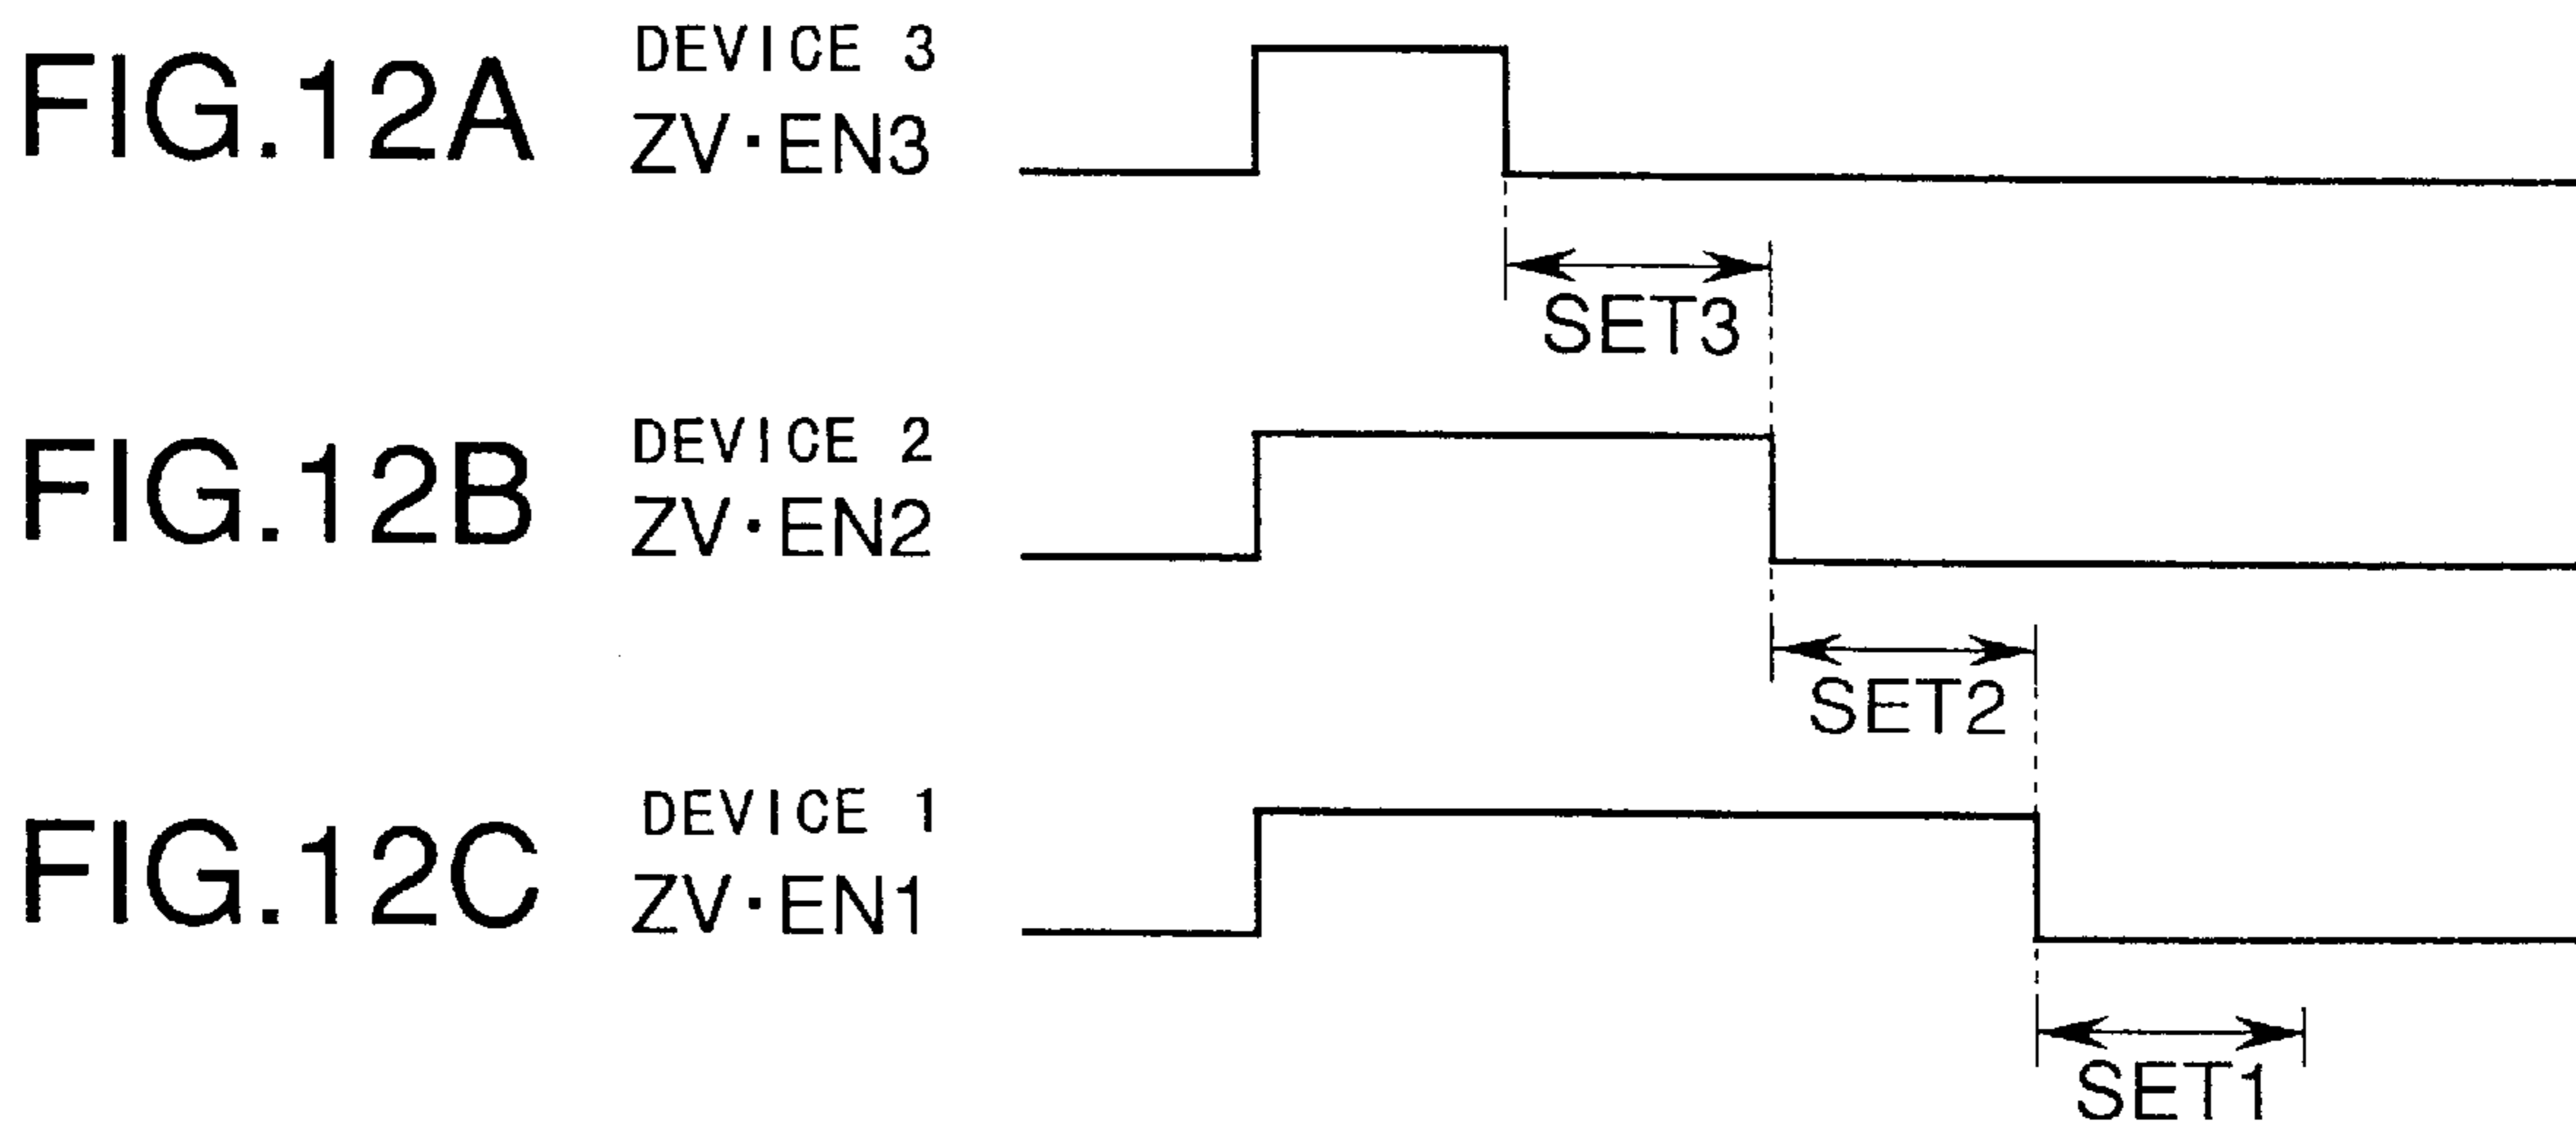 FIG.12A
DEVICE 3
ZV·EN3
SET3
FIG.12B
DEVICE 2
ZV·EN2
SET2
FIG.12C
DEVICE 1
ZV·EN1
SET1